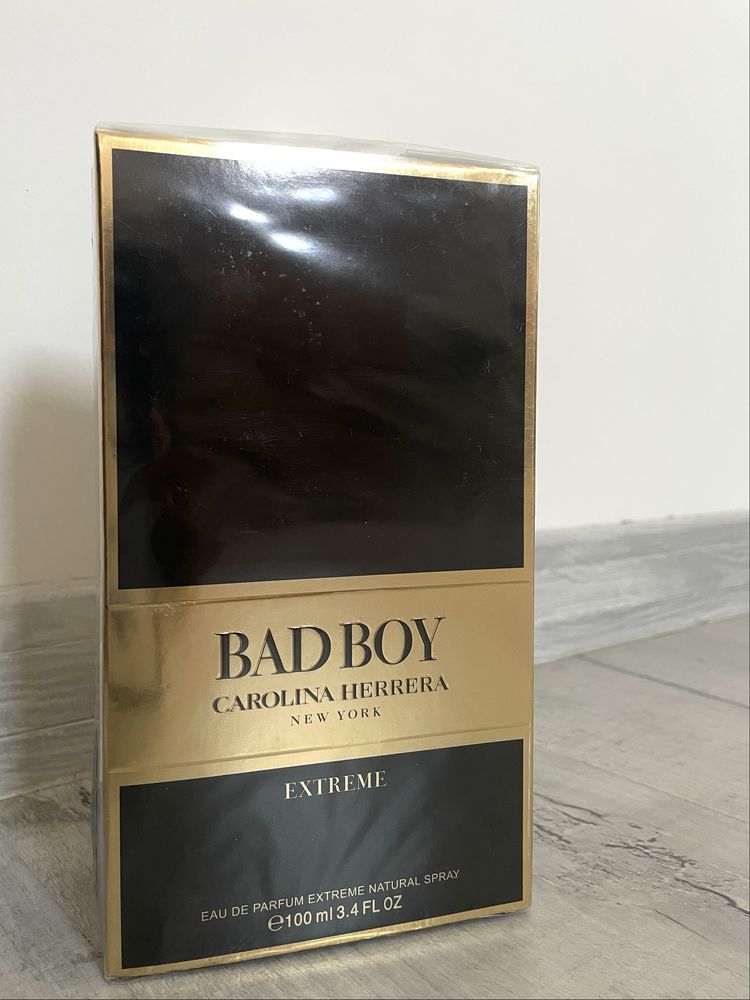 BAD BOY
CAROLINA HERRERA
NEW YORK
EXTREME
EAU DE PARFUM EXTREME NATURAL SPRAY
℮100 ml 3.4 FL OZ